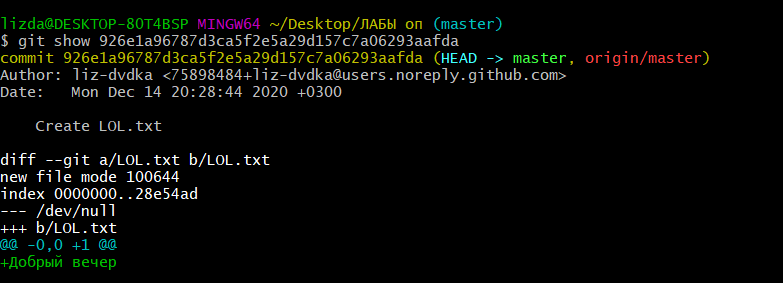 lizda@DESKTOP-8OT4BSP MINGW64 ~/Desktop/ЛАБЫ оп (master)
$ git show 926e1a96787d3ca5f2e5a29d157c7a06293aafda
commit 926e1a96787d3ca5f2e5a29d157c7a06293aafda (HEAD -> master, origin/master)
Author: liz-dvdka <75898484+liz-dvdka@users.noreply.github.com>
Date:   Mon Dec 14 20:28:44 2020 +0300
    Create LOL.txt
diff --git a/LOL.txt b/LOL.txt
new file mode 100644
index 0000000..28e54ad
--- /dev/null
+++ b/LOL.txt
@@ -0,0 +1 @@
+Добрый вечер